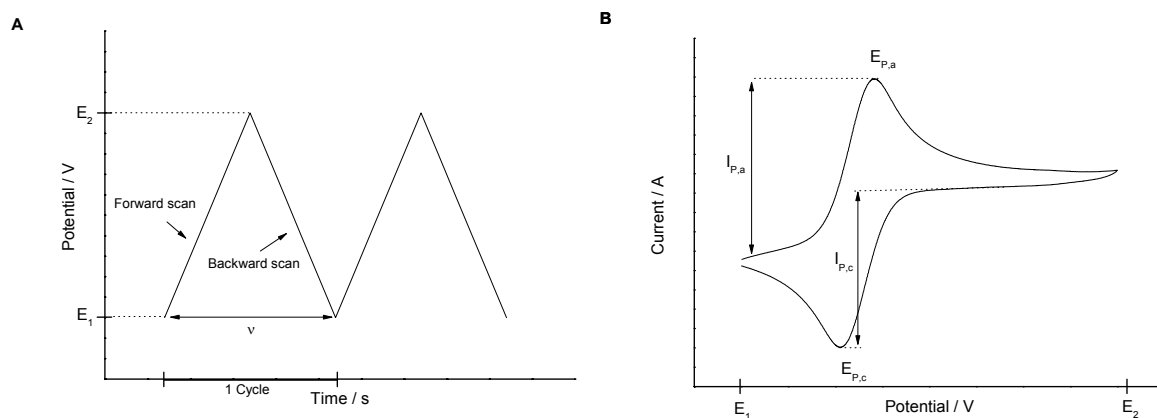 A
Potential / V
E2
E1
Forward scan
Backward scan
ν
1 Cycle
Time / s
B
Current / A
EP,a
IP,a
IP,c
EP,c
E1
E2
Potential / V